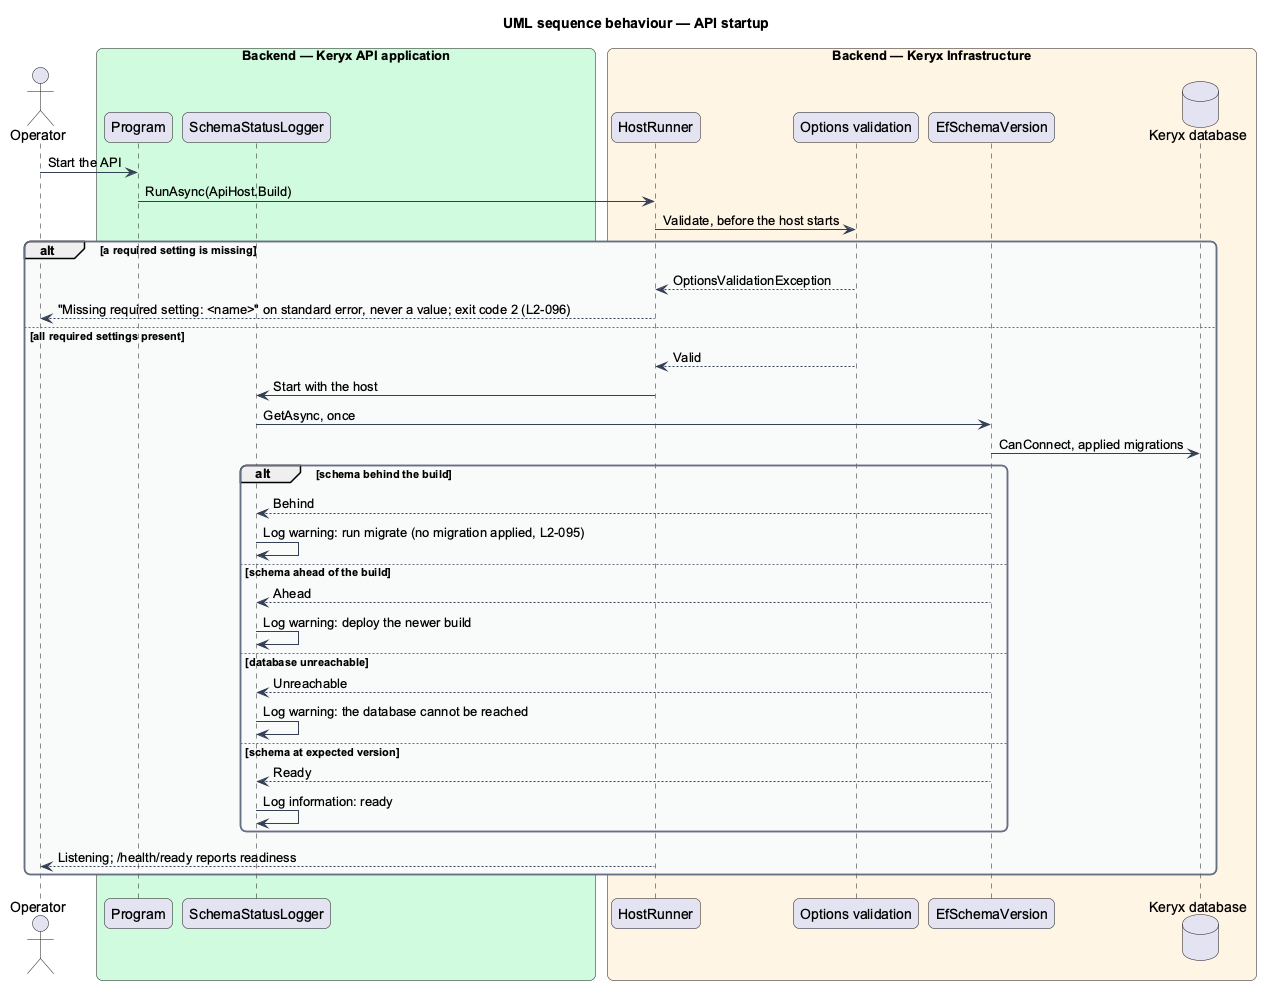 UML sequence behaviour — API startup
Backend — Keryx API application
Backend — Keryx Infrastructure
Operator
Program
SchemaStatusLogger
HostRunner
Options validation
EfSchemaVersion
Keryx database
Start the API
RunAsync(ApiHost.Build)
Validate, before the host starts
alt
[a required setting is missing]
OptionsValidationException
"Missing required setting: <name>" on standard error, never a value; exit code 2 (L2-096)
[all required settings present]
Valid
Start with the host
GetAsync, once
CanConnect, applied migrations
alt
[schema behind the build]
Behind
Log warning: run migrate (no migration applied, L2-095)
[schema ahead of the build]
Ahead
Log warning: deploy the newer build
[database unreachable]
Unreachable
Log warning: the database cannot be reached
[schema at expected version]
Ready
Log information: ready
Listening; /health/ready reports readiness
Operator
Program
SchemaStatusLogger
HostRunner
Options validation
EfSchemaVersion
Keryx database